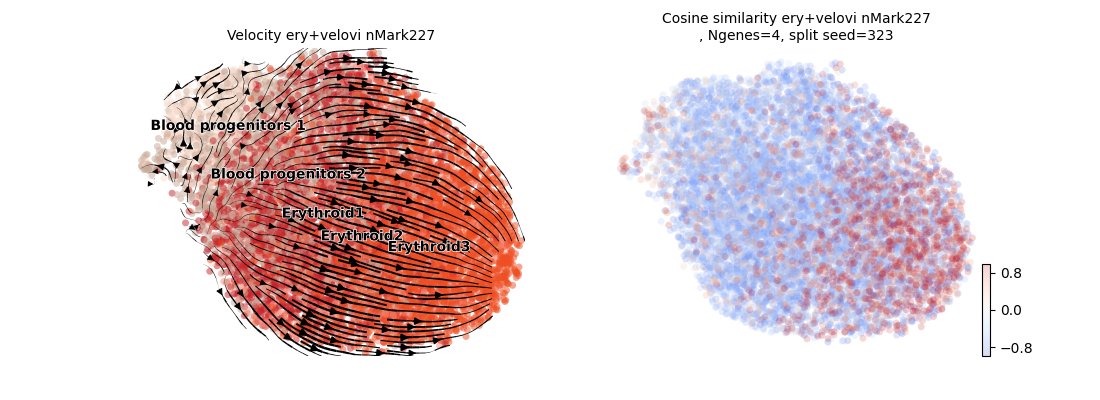 Velocity ery+velovi nMark227
Blood progenitors 1
Blood progenitors 2
Erythroid1
Erythroid2
Erythroid3
Cosine similarity ery+velovi nMark227
, Ngenes=4, split seed=323
0.8
0.0
−0.8